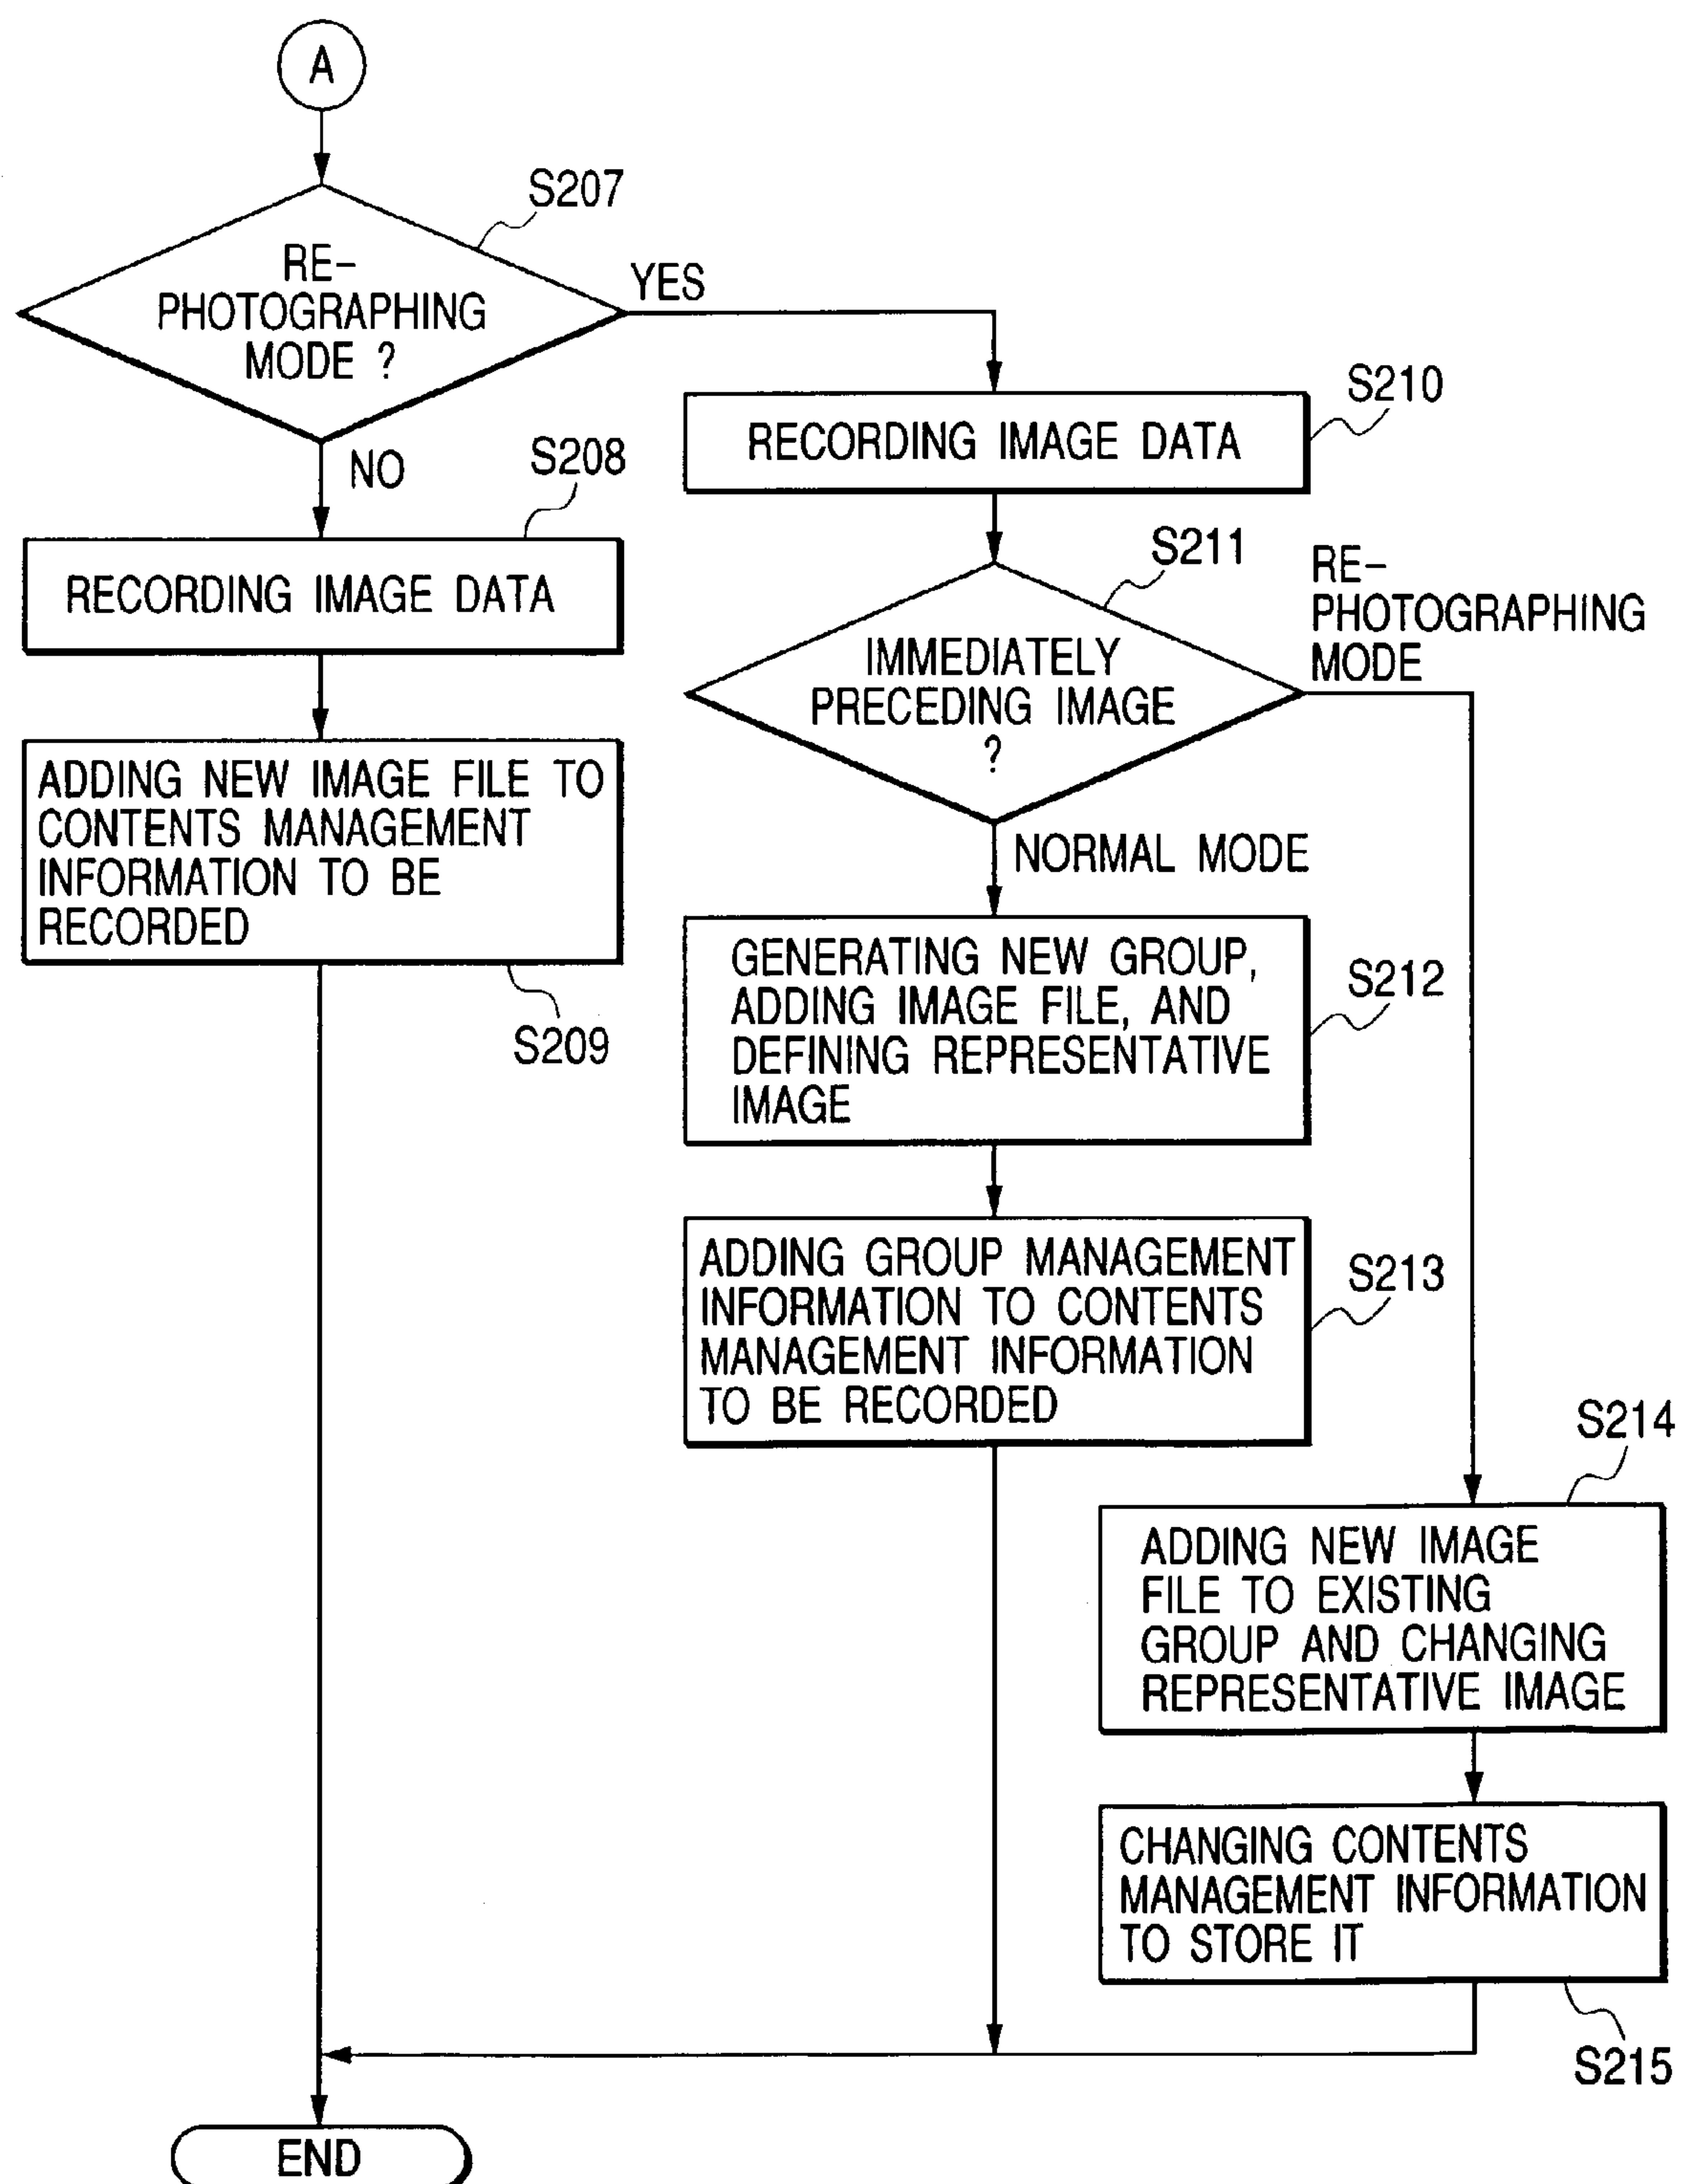 A
S207
RE-
PHOTOGRAPHING
MODE ?
YES
NO
S208
RECORDING IMAGE DATA
ADDING NEW IMAGE FILE TO
CONTENTS MANAGEMENT
INFORMATION TO BE
RECORDED
S209
S210
RECORDING IMAGE DATA
S211
IMMEDIATELY
PRECEDING IMAGE
?
RE-
PHOTOGRAPHING
MODE
NORMAL MODE
GENERATING NEW GROUP,
ADDING IMAGE FILE, AND
DEFINING REPRESENTATIVE
IMAGE
S212
ADDING GROUP MANAGEMENT
INFORMATION TO CONTENTS
MANAGEMENT INFORMATION
TO BE RECORDED
S213
S214
ADDING NEW IMAGE
FILE TO EXISTING
GROUP AND CHANGING
REPRESENTATIVE IMAGE
CHANGING CONTENTS
MANAGEMENT INFORMATION
TO STORE IT
S215
END